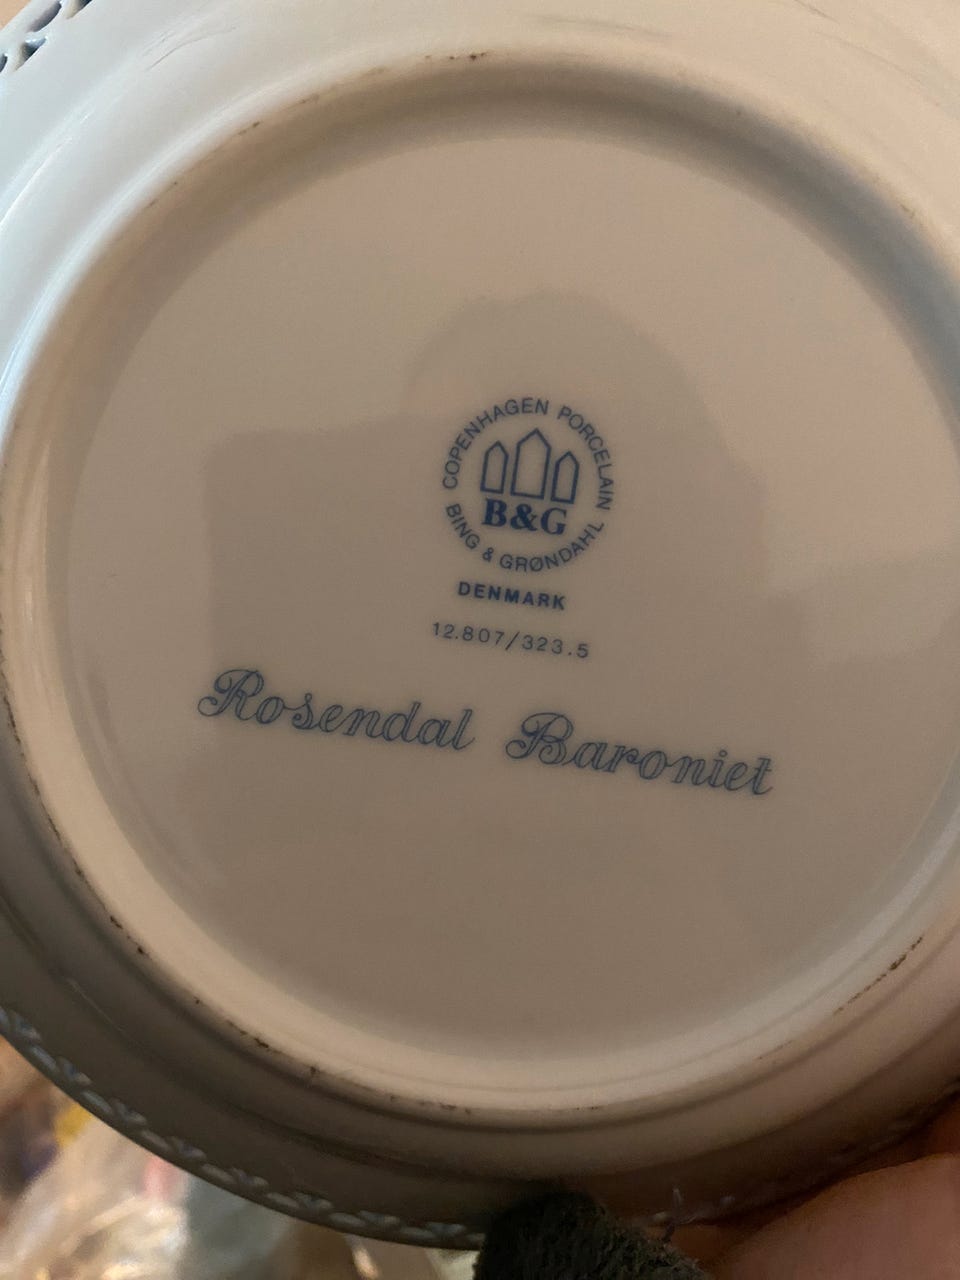 COPENHAGEN PORCELAIN
B&G
BING & GRØNDAHL
DENMARK
12.807/323.5
Rosendal Baroniet